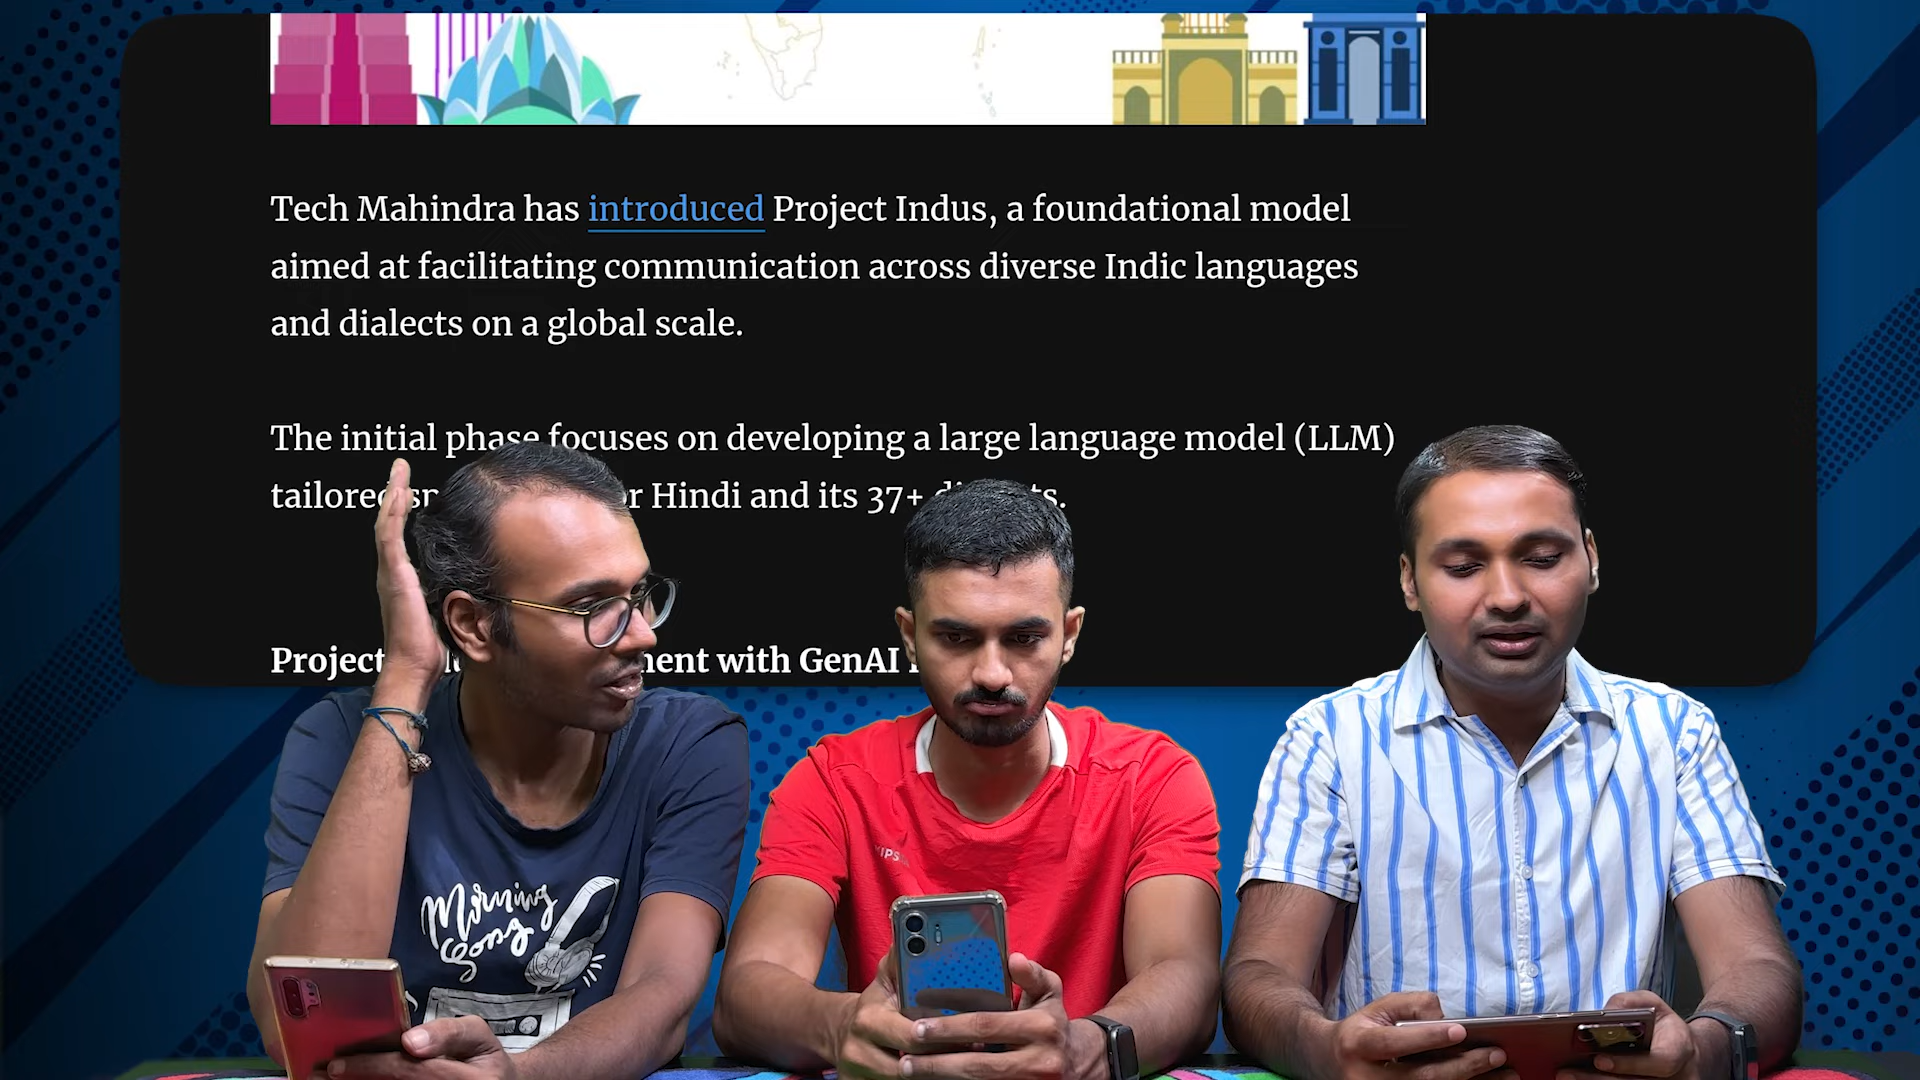 Tech Mahindra has introduced Project Indus, a foundational model
aimed at facilitating communication across diverse Indic languages
and dialects on a global scale.
The initial phase focuses on developing a large language model (LLM)
tailored Hindi and its 37+
Project with GenAI
Morning
Song